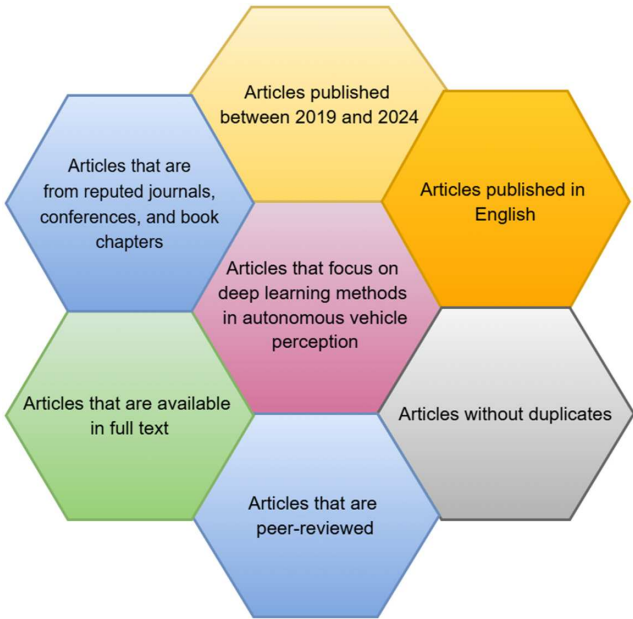 Articles published
between 2019 and 2024
Articles that are
from reputed journals,
conferences, and book
chapters
Articles published in
English
Articles that focus on
deep learning methods
in autonomous vehicle
perception
Articles that are available
in full text
Articles without duplicates
Articles that are
peer-reviewed